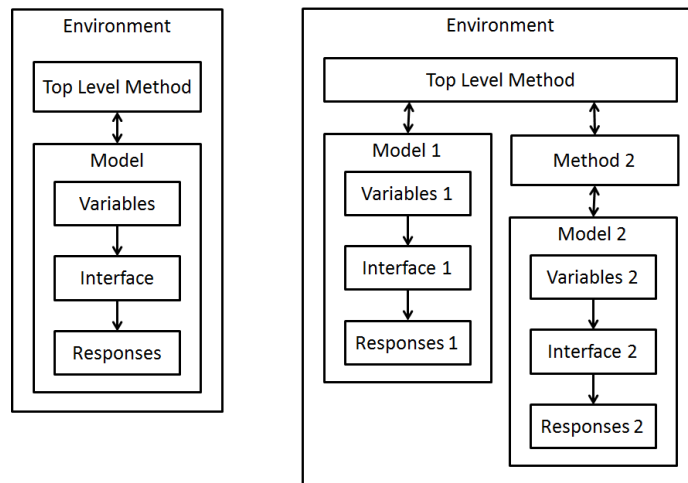 Environment
Top Level Method
Model
Variables
Interface
Responses
Environment
Top Level Method
Model 1
Variables 1
Interface 1
Responses 1
Method 2
Model 2
Variables 2
Interface 2
Responses 2